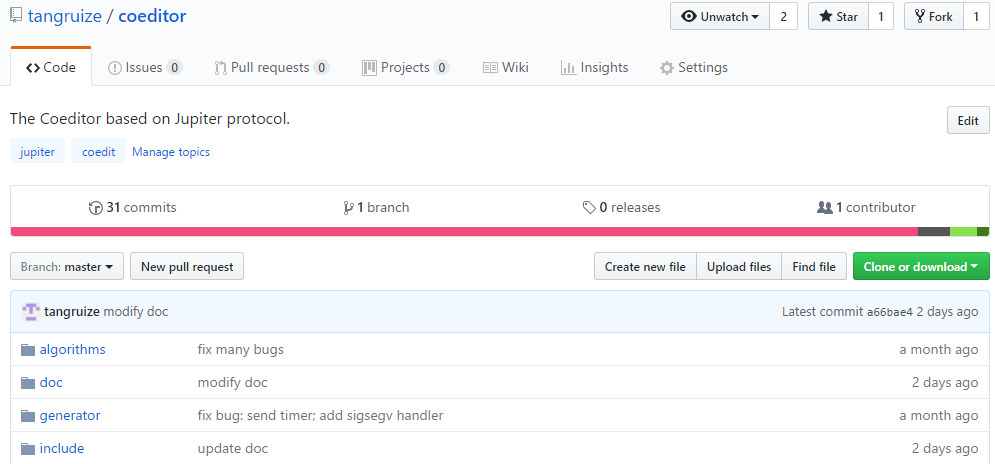 tangruize / coeditor Unwatch 2 Star 1 Fork 1
Code Issues 0 Pull requests 0 Projects 0 Wiki Insights Settings
The Coeditor based on Jupiter protocol. Edit
jupiter coedit Manage topics
31 commits 1 branch 0 releases 1 contributor
Branch: master New pull request Create new file Upload files Find file Clone or download
tangruize modify doc Latest commit a66bae4 2 days ago
algorithms fix many bugs a month ago
doc modify doc 2 days ago
generator fix bug: send timer; add sigsegv handler a month ago
include update doc 2 days ago